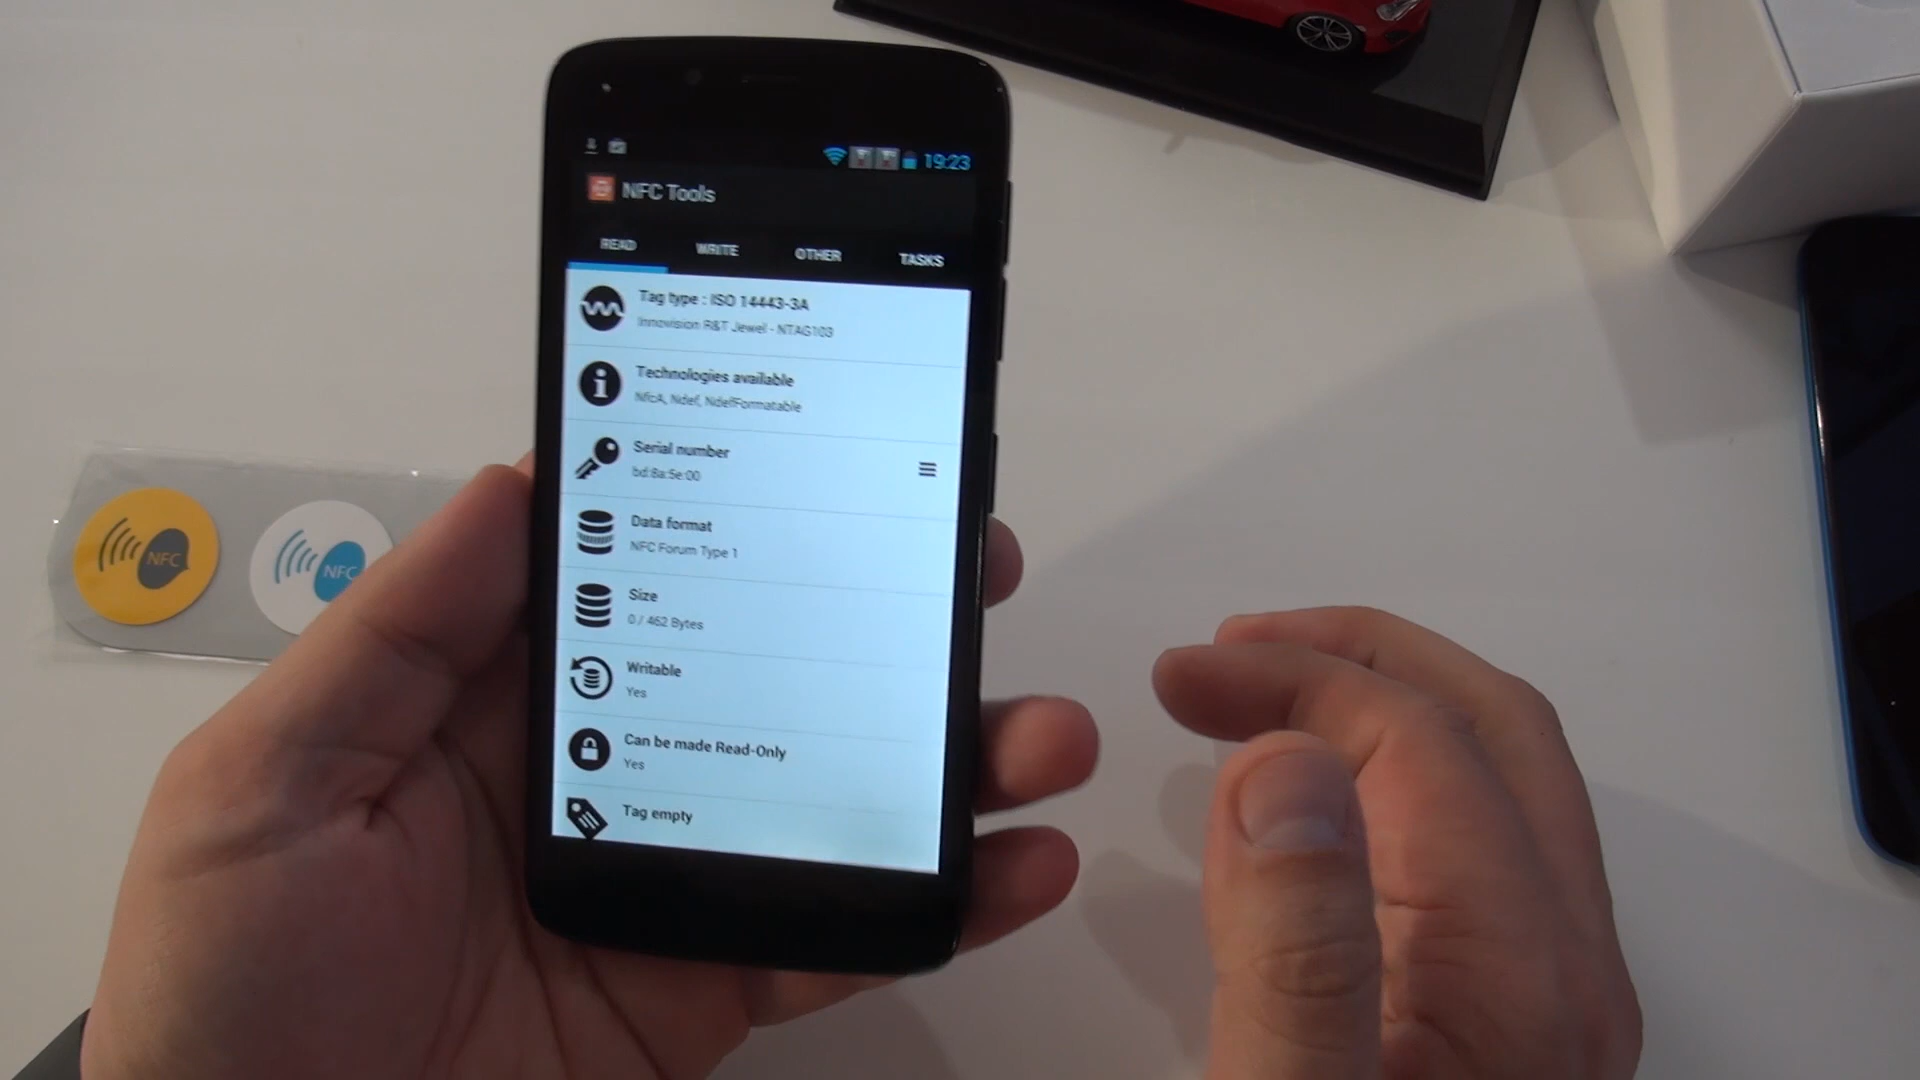 19:23
NFC Tools
READ WRITE OTHER TASKS
Tag type : ISO 14443-3A
Innovision R&T Jewel - NTAG103
Technologies available
NfcA, Ndef, NdefFormatable
Serial number
bd:8a:5e:00
Data format
NFC Forum Type 1
Size
0 / 462 Bytes
Writable
Yes
Can be made Read-Only
Yes
Tag empty
NFC
NFC